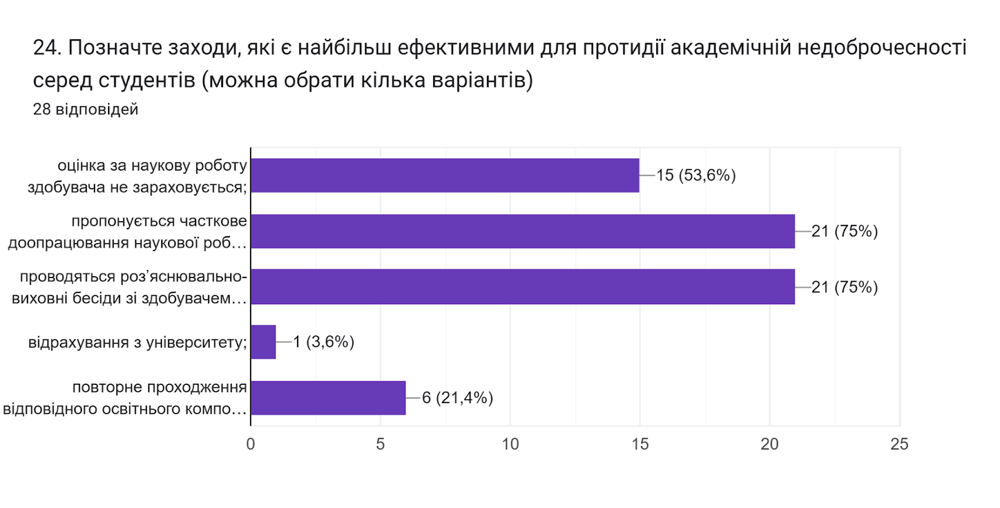 24. Позначте заходи, які є найбільш ефективними для протидії академічній недоброчесності
серед студентів (можна обрати кілька варіантів)
28 відповідей
оцінка за наукову роботу
здобувача не зараховується;
15 (53,6%)
пропонується часткове
доопрацювання наукової роб…
21 (75%)
проводяться роз’яснювально-
виховні бесіди зі здобувачем…
21 (75%)
відрахування з університету;
1 (3,6%)
повторне проходження
відповідного освітнього компо…
6 (21,4%)
0 5 10 15 20 25